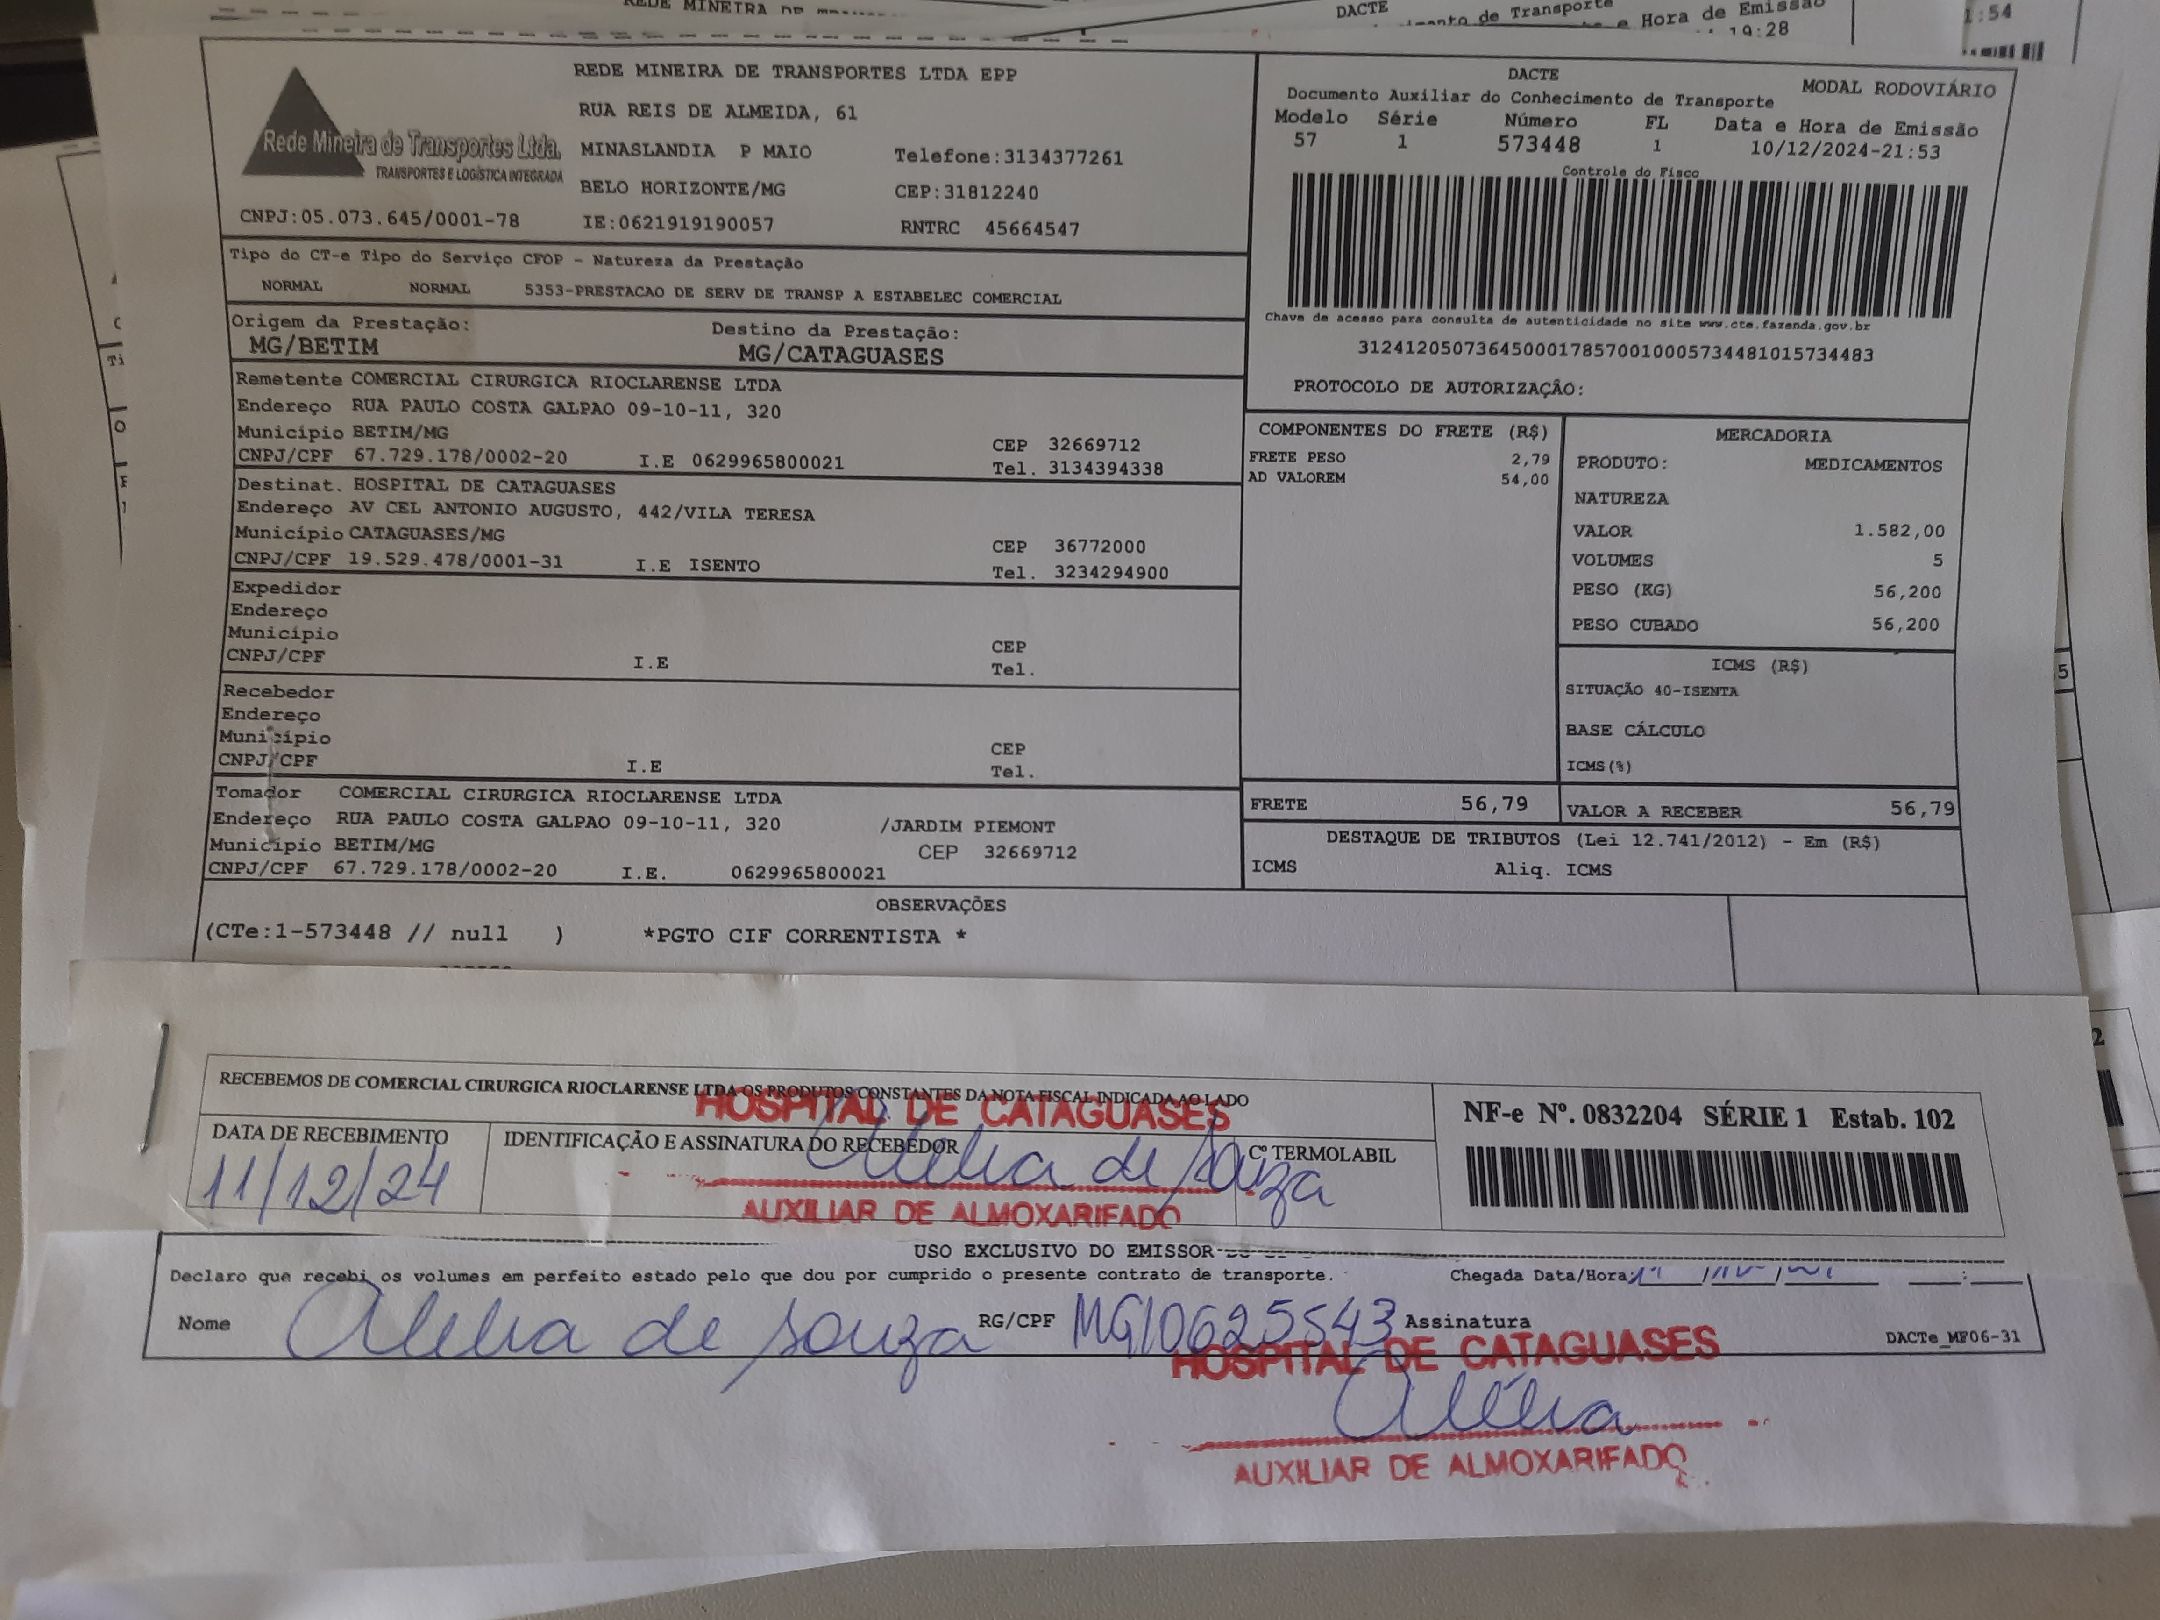 REDE MINEIRA DE
DACTE
Hora de Emissão
1:54
19:28
REDE MINEIRA DE TRANSPORTES LTDA EPP
RUA REIS DE ALMEIDA, 61
Rede Mineira de Transportes Ltda.
TRANSPORTES E LOGÍSTICA INTEGRADA
MINASLANDIA P MAIO Telefone:3134377261
BELO HORIZONTE/MG CEP:31812240
CNPJ:05.073.645/0001-78 IE:0621919190057 RNTRC 45664547
DACTE MODAL RODOVIÁRIO
Documento Auxiliar do Conhecimento de Transporte
Modelo Série Número FL Data e Hora de Emissão
57 1 573448 1 10/12/2024-21:53
Controle do Fisco
Chave de acesso para consulta de autenticidade no site www.cte.fazenda.gov.br
31241205073645000178570010005734481015734483
PROTOCOLO DE AUTORIZAÇÃO:
Tipo do CT-e Tipo do Serviço CFOP - Natureza da Prestação
NORMAL NORMAL 5353-PRESTACAO DE SERV DE TRANSP A ESTABELEC COMERCIAL
Origem da Prestação: Destino da Prestação:
MG/BETIM MG/CATAGUASES
Remetente COMERCIAL CIRURGICA RIOCLARENSE LTDA
Endereço RUA PAULO COSTA GALPAO 09-10-11, 320
Município BETIM/MG CEP 32669712
CNPJ/CPF 67.729.178/0002-20 I.E 0629965800021 Tel. 3134394338
Destinat. HOSPITAL DE CATAGUASES
Endereço AV CEL ANTONIO AUGUSTO, 442/VILA TERESA
Município CATAGUASES/MG CEP 36772000
CNPJ/CPF 19.529.478/0001-31 I.E ISENTO Tel. 3234294900
Expedidor
Endereço
Município CEP
CNPJ/CPF I.E Tel.
Recebedor
Endereço
Município CEP
CNPJ/CPF I.E Tel.
Tomador COMERCIAL CIRURGICA RIOCLARENSE LTDA
Endereço RUA PAULO COSTA GALPAO 09-10-11, 320 /JARDIM PIEMONT
Município BETIM/MG CEP 32669712
CNPJ/CPF 67.729.178/0002-20 I.E. 0629965800021
COMPONENTES DO FRETE (R$)
FRETE PESO 2,79
AD VALOREM 54,00
MERCADORIA
PRODUTO: MEDICAMENTOS
NATUREZA
VALOR 1.582,00
VOLUMES 5
PESO (KG) 56,200
PESO CUBADO 56,200
ICMS (R$)
SITUAÇÃO 40-ISENTA
BASE CÁLCULO
ICMS(%)
FRETE 56,79 VALOR A RECEBER 56,79
DESTAQUE DE TRIBUTOS (Lei 12.741/2012) - Em (R$)
ICMS Aliq. ICMS
OBSERVAÇÕES
(CTe:1-573448 // null ) *PGTO CIF CORRENTISTA *
RECEBEMOS DE COMERCIAL CIRURGICA RIOCLARENSE LTDA OS PRODUTOS CONSTANTES DA NOTA FISCAL INDICADA AO LADO
HOSPITAL DE CATAGUASES
NF-e Nº. 0832204 SÉRIE 1 Estab. 102
DATA DE RECEBIMENTO IDENTIFICAÇÃO E ASSINATURA DO RECEBEDOR Cº TERMOLABIL
11/12/24 de Souza
AUXILIAR DE ALMOXARIFADO
USO EXCLUSIVO DO EMISSOR
Declaro que recebi os volumes em perfeito estado pelo que dou por cumprido o presente contrato de transporte. Chegada Data/Hora:
Nome de Souza RG/CPF MG10625543 Assinatura
DACTe_MF06-31
HOSPITAL DE CATAGUASES
AUXILIAR DE ALMOXARIFADO